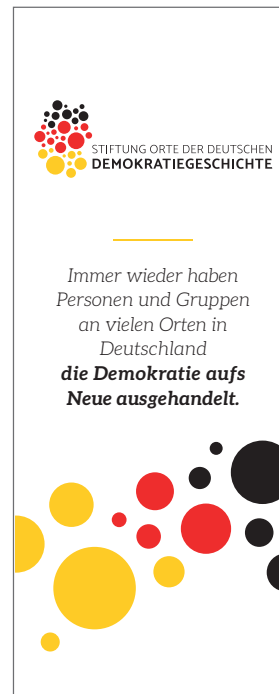 STIFTUNG ORTE DER DEUTSCHEN
DEMOKRATIEGESCHICHTE
Immer wieder haben
Personen und Gruppen
an vielen Orten in
Deutschland
die Demokratie aufs
Neue ausgehandelt.